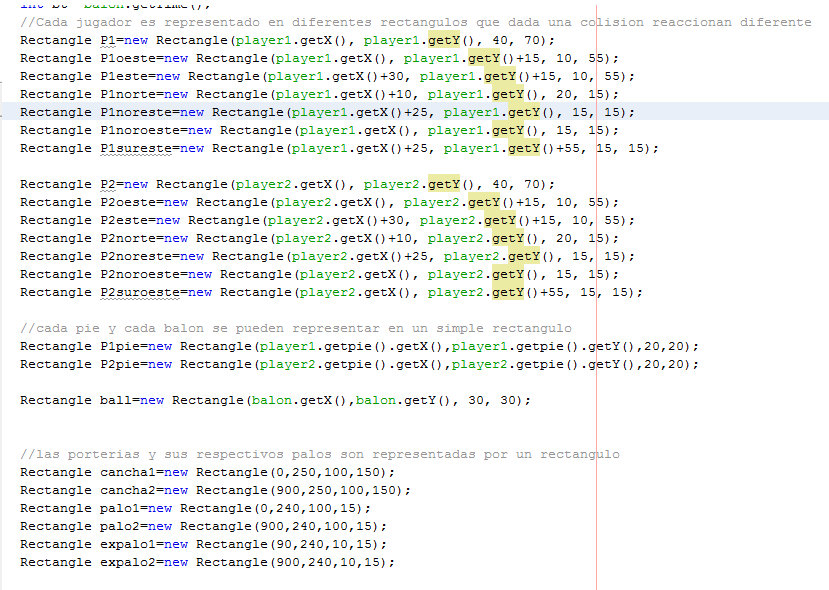 //Cada jugador es representado en diferentes rectangulos que dada una colision reaccionan diferente
Rectangle P1=new Rectangle(player1.getX(), player1.getY(), 40, 70);
Rectangle P1oeste=new Rectangle(player1.getX(), player1.getY()+15, 10, 55);
Rectangle P1este=new Rectangle(player1.getX()+30, player1.getY()+15, 10, 55);
Rectangle P1norte=new Rectangle(player1.getX()+10, player1.getY(), 20, 15);
Rectangle P1noreste=new Rectangle(player1.getX()+25, player1.getY(), 15, 15);
Rectangle P1noroeste=new Rectangle(player1.getX(), player1.getY(), 15, 15);
Rectangle P1sureste=new Rectangle(player1.getX()+25, player1.getY()+55, 15, 15);
Rectangle P2=new Rectangle(player2.getX(), player2.getY(), 40, 70);
Rectangle P2oeste=new Rectangle(player2.getX(), player2.getY()+15, 10, 55);
Rectangle P2este=new Rectangle(player2.getX()+30, player2.getY()+15, 10, 55);
Rectangle P2norte=new Rectangle(player2.getX()+10, player2.getY(), 20, 15);
Rectangle P2noreste=new Rectangle(player2.getX()+25, player2.getY(), 15, 15);
Rectangle P2noroeste=new Rectangle(player2.getX(), player2.getY(), 15, 15);
Rectangle P2suroeste=new Rectangle(player2.getX(), player2.getY()+55, 15, 15);
//cada pie y cada balon se pueden representar en un simple rectangulo
Rectangle P1pie=new Rectangle(player1.getpie().getX(),player1.getpie().getY(),20,20);
Rectangle P2pie=new Rectangle(player2.getpie().getX(),player2.getpie().getY(),20,20);
Rectangle ball=new Rectangle(balon.getX(),balon.getY(), 30, 30);
//las porterias y sus respectivos palos son representadas por un rectangulo
Rectangle cancha1=new Rectangle(0,250,100,150);
Rectangle cancha2=new Rectangle(900,250,100,150);
Rectangle palo1=new Rectangle(0,240,100,15);
Rectangle palo2=new Rectangle(900,240,100,15);
Rectangle expalo1=new Rectangle(90,240,10,15);
Rectangle expalo2=new Rectangle(900,240,10,15);